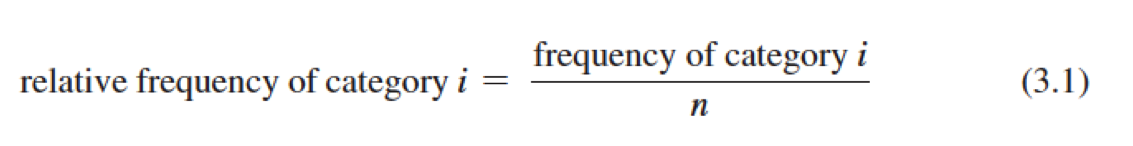 relative frequency of category i = frequency of category i / n (3.1)